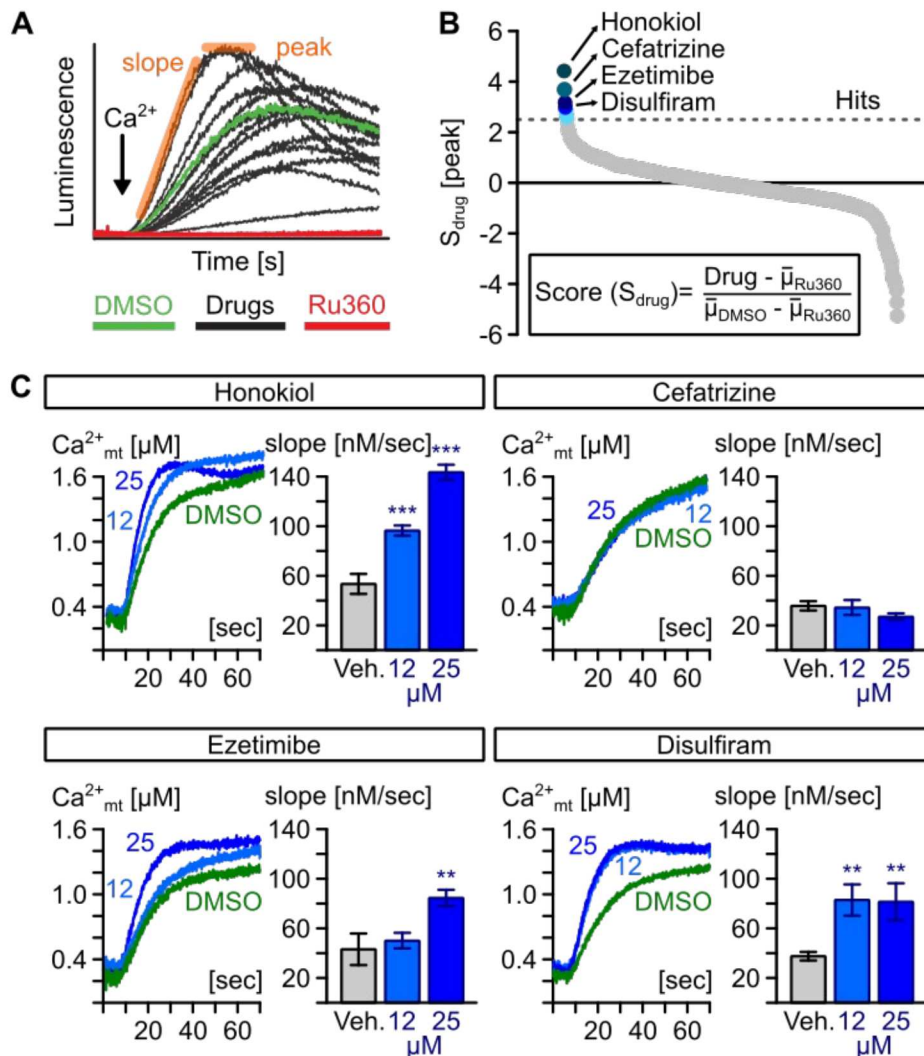 A
slope
peak
Ca2+
Luminescence
Time [s]
DMSO Drugs Ru360
B
Honokiol
Cefatrizine
Ezetimibe
Disulfiram
Hits
Sdrug [peak]
6
4
2
0
-2
-4
-6
Score (Sdrug)= Drug - μ̄Ru360
μ̄DMSO - μ̄Ru360
C
Honokiol
Ca2+mt [µM]
1.6
1.0
0.4
25
12
DMSO
[sec]
20 40 60
slope [nM/sec]
140
100
60
20
***
***
Veh. 12 25
µM
Cefatrizine
Ca2+mt [µM]
1.6
1.0
0.4
25
12
DMSO
[sec]
20 40 60
slope [nM/sec]
140
100
60
20
Veh. 12 25
µM
Ezetimibe
Ca2+mt [µM]
1.6
1.0
0.4
25
12
DMSO
[sec]
20 40 60
slope [nM/sec]
140
100
60
20
**
Veh. 12 25
µM
Disulfiram
Ca2+mt [µM]
1.6
1.0
0.4
25
12
DMSO
[sec]
20 40 60
slope [nM/sec]
140
100
60
20
** **
Veh. 12 25
µM